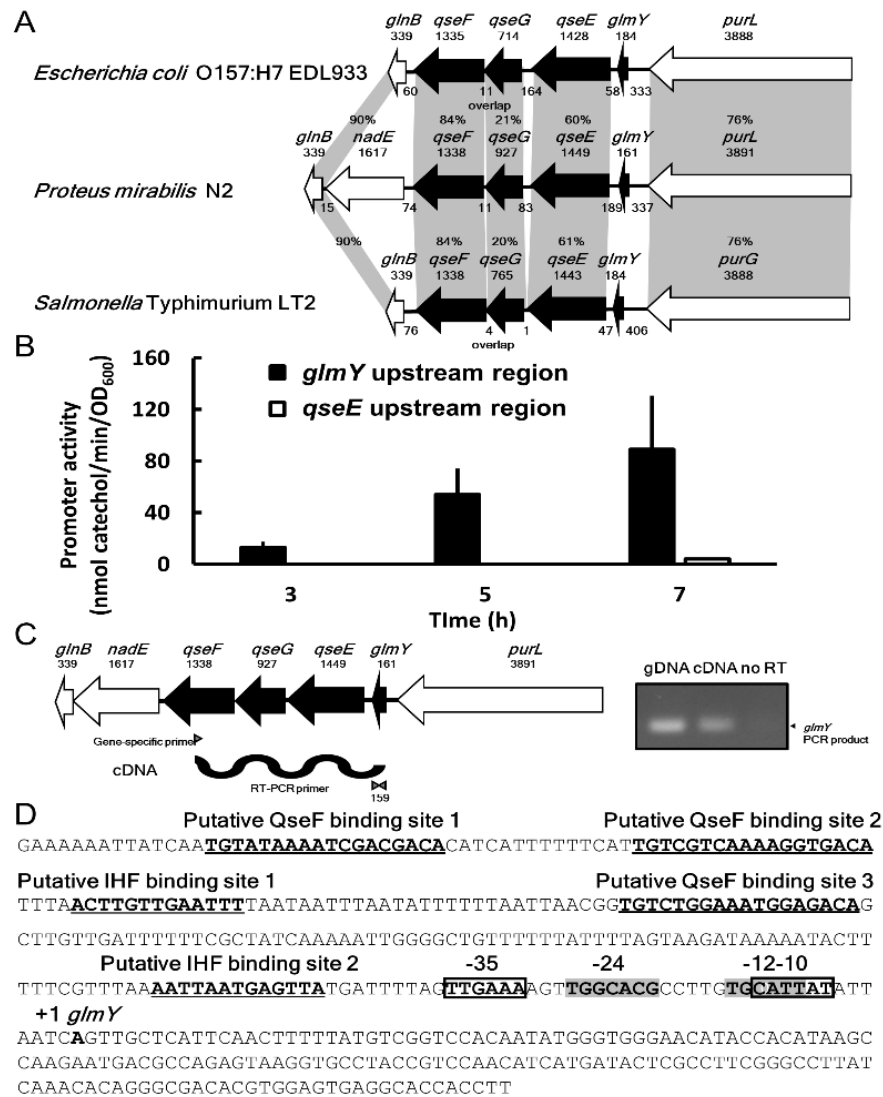 A
glnB qseF qseG qseE glmY purL
339 1335 714 1428 184 3888
Escherichia coli O157:H7 EDL933
60 11 164 58 333
overlap
90% 84% 21% 60% 76%
glnB nadE qseF qseG qseE glmY purL
339 1617 1338 927 1449 161 3891
Proteus mirabilis N2
15 74 11 83 189 337
90% 84% 20% 61% 76%
glnB qseF qseG qseE glmY purG
339 1338 765 1443 184 3888
Salmonella Typhimurium LT2
76 4 1 47 406
overlap
B
Promoter activity
(nmol catechol/min/OD600)
160
120
80
40
0
glmY upstream region
qseE upstream region
3 5 7
TIme (h)
C
glnB nadE qseF qseG qseE glmY purL
339 1617 1338 927 1449 161 3891
Gene-specific primer
cDNA
RT-PCR primer
159
gDNA cDNA no RT
glmY
PCR product
D
Putative QseF binding site 1 Putative QseF binding site 2
GAAAAAATTATCAATGTATAAAATCGACGACACATCATTTTTTCATTGTCGTCAAAAGGTGACA
Putative IHF binding site 1 Putative QseF binding site 3
TTTAACTTGTTGAATTTTAATAATTTAATATTTTTTAATTAACGGTGTCTGGAAATGGAGACAG
CTTGTTGATTTTTTCGCTATCAAAAATTGGGGCTGTTTTTTATTTTAGTAAGATAAAAATACTT
Putative IHF binding site 2 -35 -24 -12-10
TTTCGTTTAAAATTAATGAGTTATGATTTTAGTTGAAAAGTTTGGCACGCCTTGTGCATTATATT
+1 glmY
AATCAGTTGCTCATTCAACTTTTTATGTCGGTCCACAATATGGGTGGGAACATACCACATAAGC
CAAGAATGACGCCAGAGTAAGGTGCCTACCGTCCAACATCATGATACTCGCCTTCGGGCCTTAT
CAAACACAGGGCGACACGTGGAGTGAGGCACCACCTT